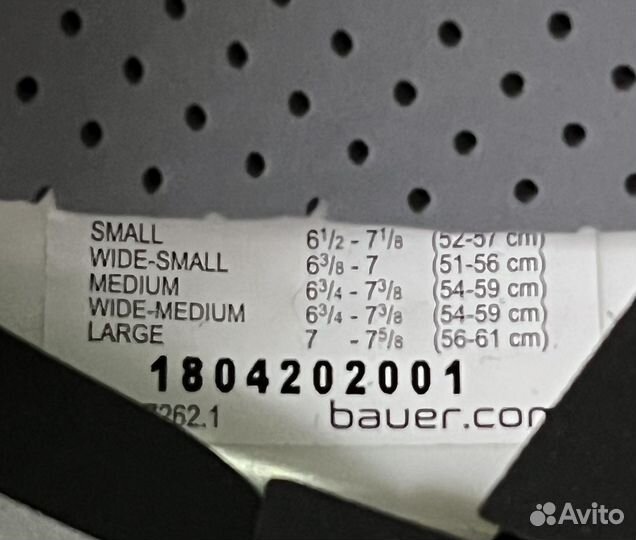 SMALL 6 1/2 - 7 1/8 (52-57 cm)
WIDE-SMALL 6 3/8 - 7 (51-56 cm)
MEDIUM 6 3/4 - 7 3/8 (54-59 cm)
WIDE-MEDIUM 6 3/4 - 7 3/8 (54-59 cm)
LARGE 7 - 7 5/8 (56-61 cm)
1804202001
7262.1 bauer.com
Avito